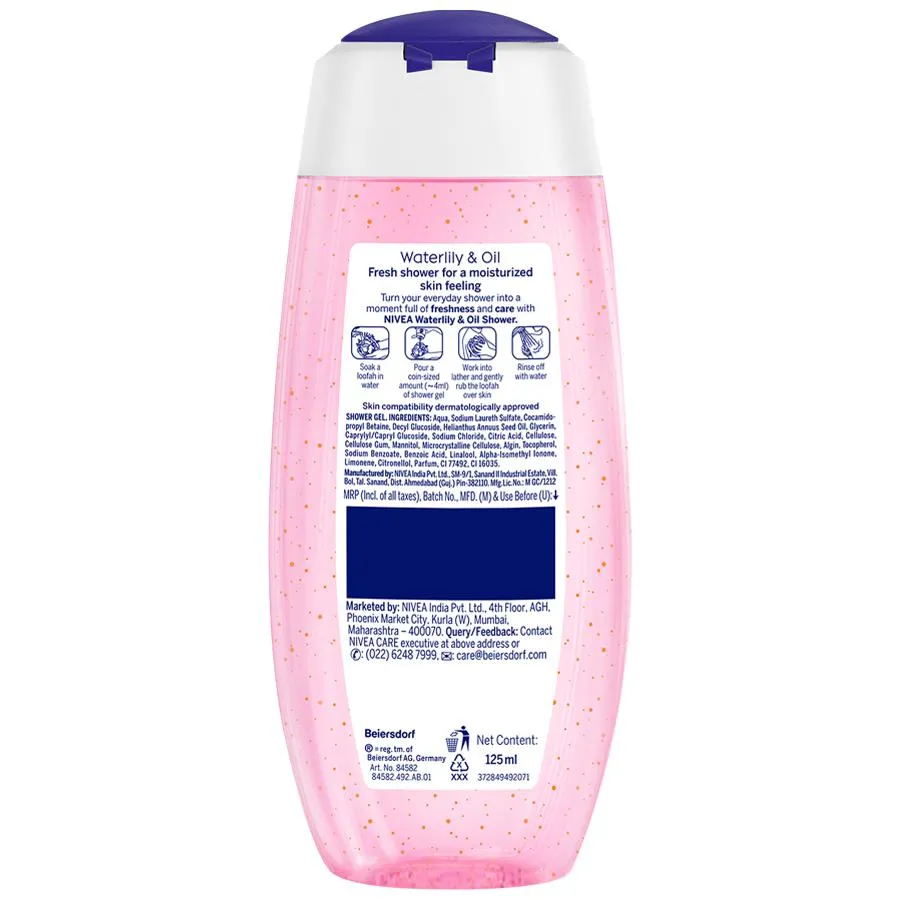 Waterlily & Oil
Fresh shower for a moisturized
skin feeling
Turn your everyday shower into a
moment full of freshness and care with
NIVEA Waterlily & Oil Shower.
Soak a
loofah in
water
Pour a
coin-sized
amount (~4ml)
of shower gel
Work into
lather and gently
rub the loofah
over skin
Rinse off
with water
Skin compatibility dermatologically approved
SHOWER GEL. INGREDIENTS: Aqua, Sodium Laureth Sulfate, Cocamido-
propyl Betaine, Decyl Glucoside, Helianthus Annuus Seed Oil, Glycerin,
Caprylyl/Capryl Glucoside, Sodium Chloride, Citric Acid, Cellulose,
Cellulose Gum, Mannitol, Microcrystalline Cellulose, Algin, Tocopherol,
Sodium Benzoate, Benzoic Acid, Linalool, Alpha-Isomethyl Ionone,
Limonene, Citronellol, Parfum, CI 77492, CI 16035.
Manufactured by: NIVEA India Pvt. Ltd., SM-9/1, Sanand II Industrial Estate, Vill.
Bol, Tal. Sanand, Dist. Ahmedabad (Guj.) Pin-382110. Mfg.Lic.No.: M GC/1212
MRP (Incl. of all taxes), Batch No., MFD. (M) & Use Before (U):↓
Marketed by: NIVEA India Pvt. Ltd., 4th Floor, AGH,
Phoenix Market City, Kurla (W), Mumbai,
Maharashtra – 400070. Query/Feedback: Contact
NIVEA CARE executive at above address or
✆: (022) 6248 7999, ✉: care@beiersdorf.com
Beiersdorf
® = reg. tm. of
Beiersdorf AG, Germany
Art. No. 84582
84582.492.AB.01
XXX
Net Content:
125 ml
372849492071